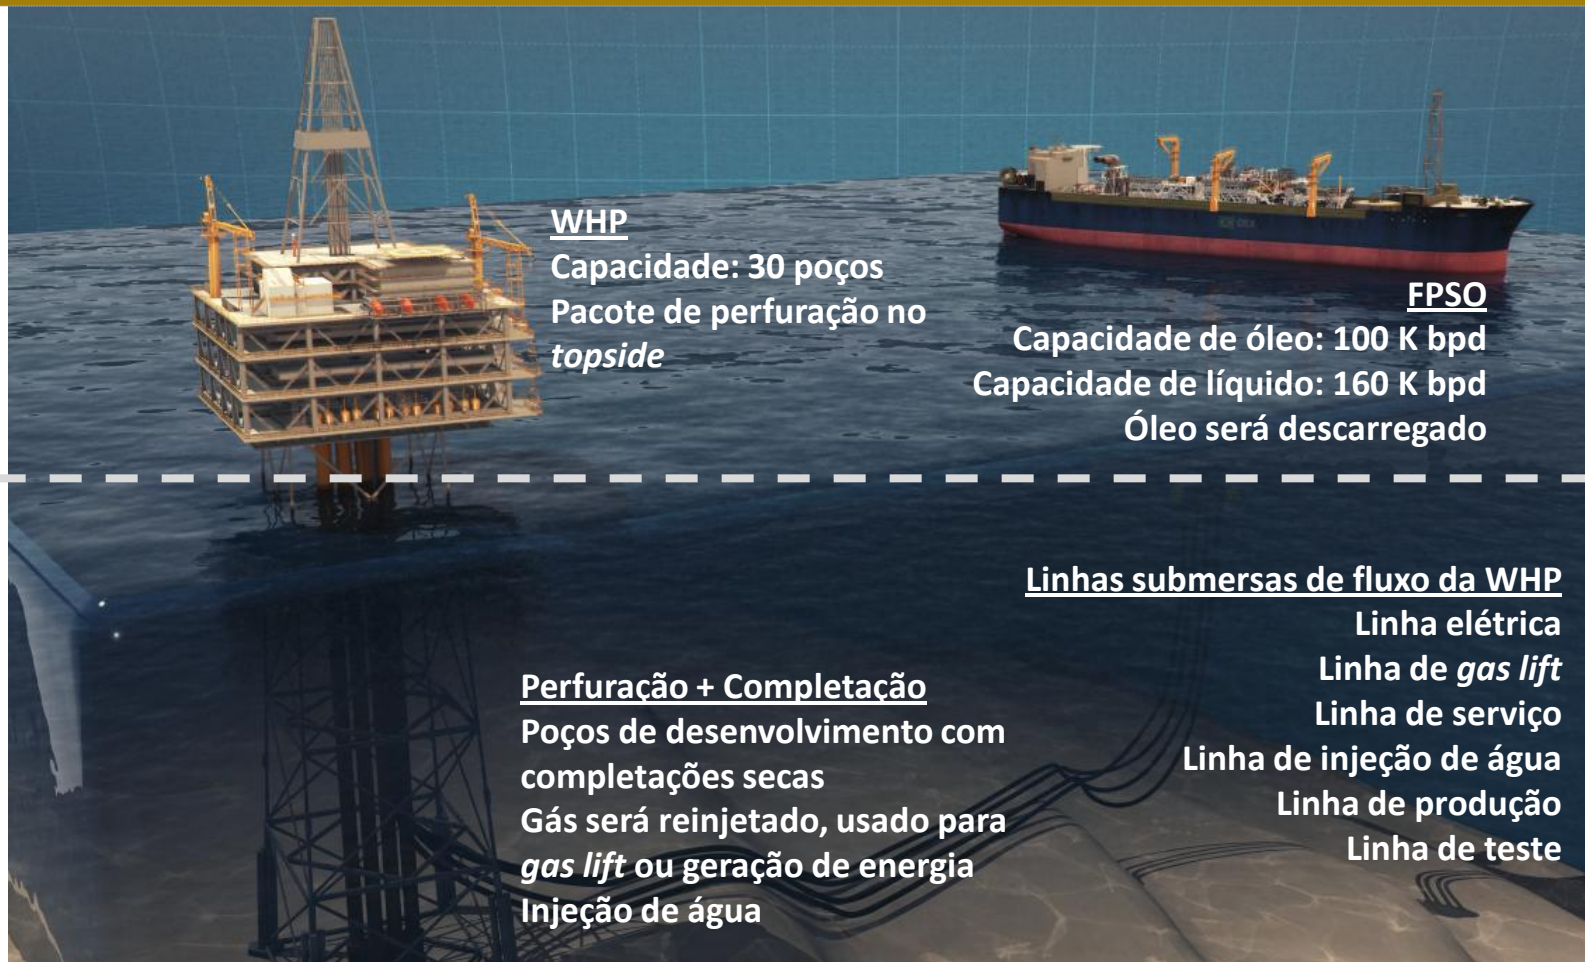 WHP
Capacidade: 30 poços
Pacote de perfuração no
topside
FPSO
Capacidade de óleo: 100 K bpd
Capacidade de líquido: 160 K bpd
Óleo será descarregado
Perfuração + Completação
Poços de desenvolvimento com
completações secas
Gás será reinjetado, usado para
gas lift ou geração de energia
Injeção de água
Linhas submersas de fluxo da WHP
Linha elétrica
Linha de gas lift
Linha de serviço
Linha de injeção de água
Linha de produção
Linha de teste